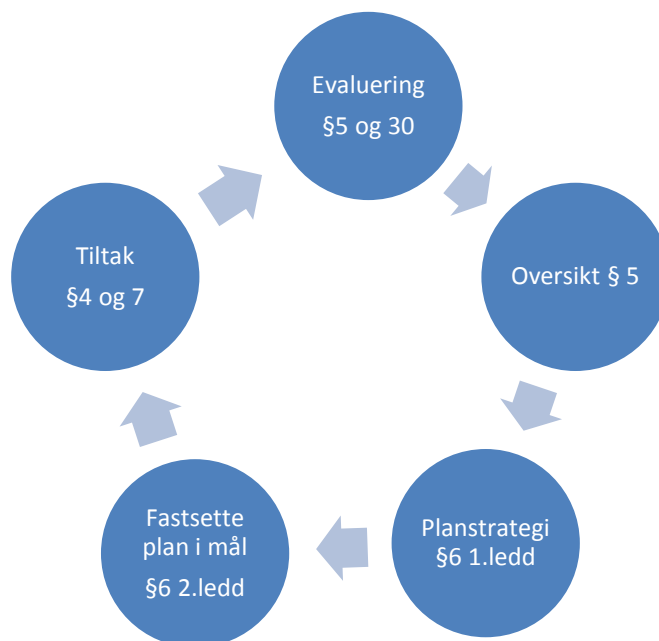 Evaluering
§5 og 30
Oversikt § 5
Planstrategi
§6 1.ledd
Fastsette
plan i mål
§6 2.ledd
Tiltak
§4 og 7